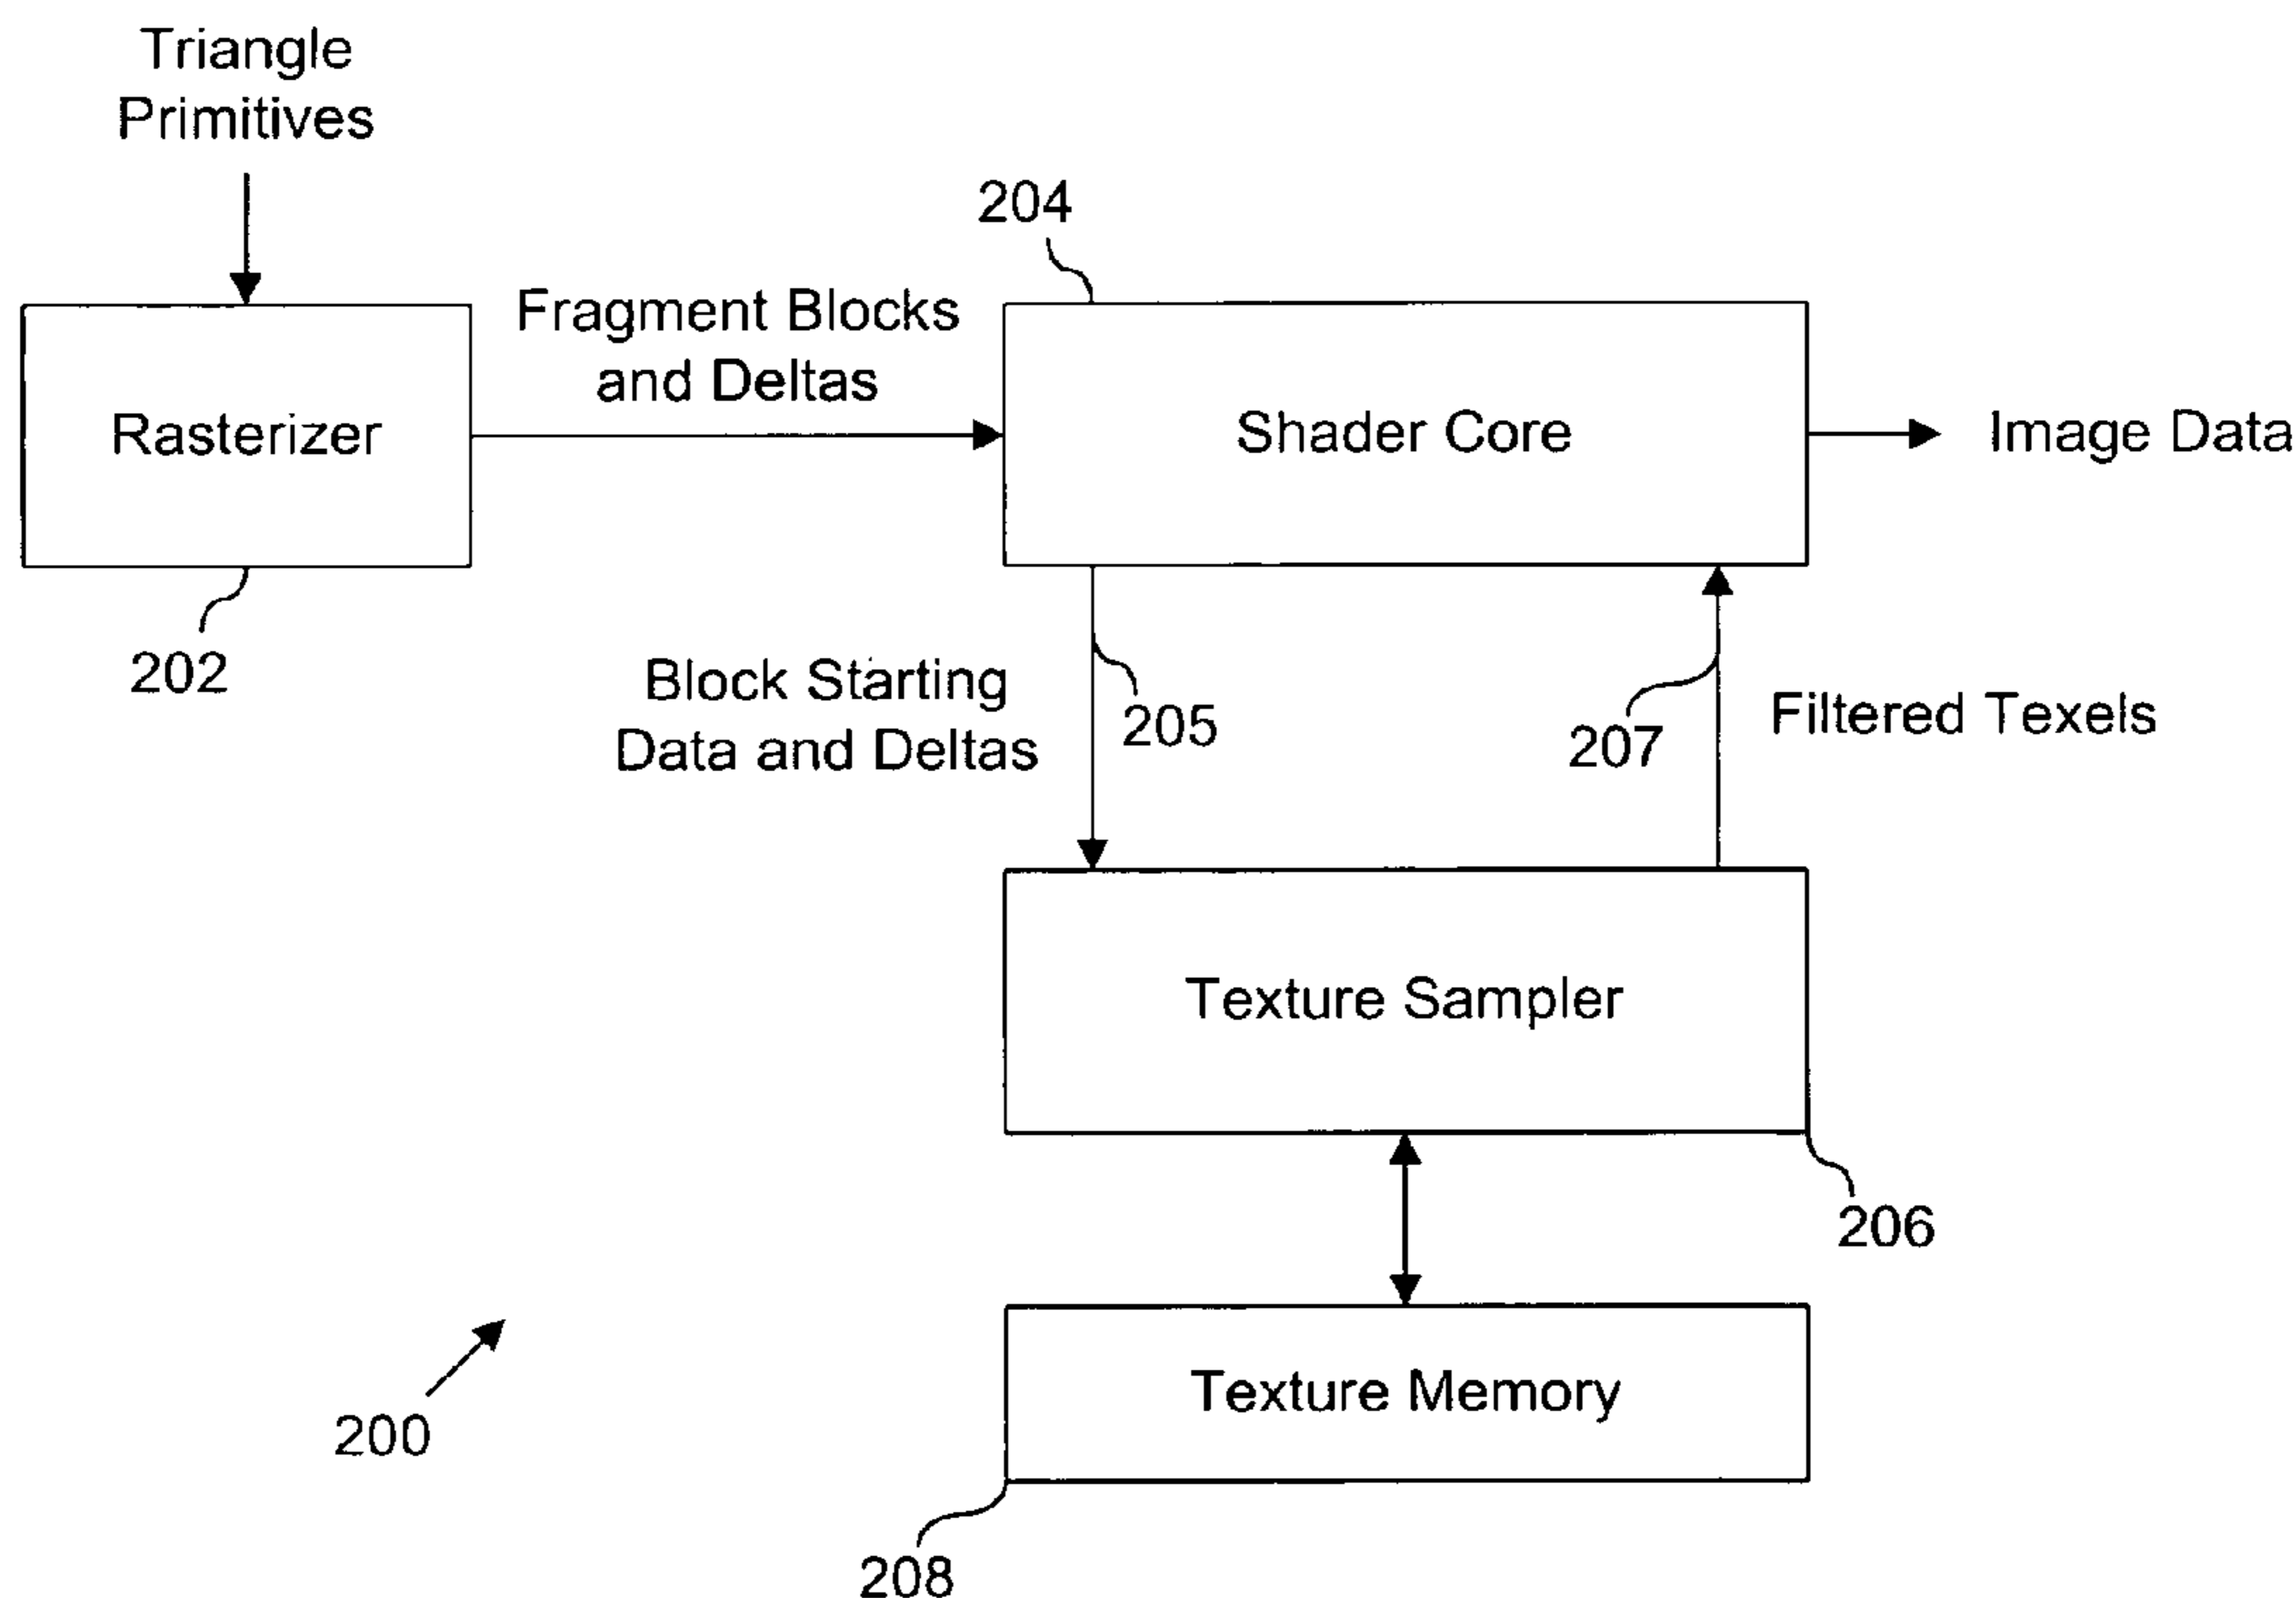 Triangle
Primitives
204
Fragment Blocks
and Deltas
Rasterizer
Shader Core
Image Data
202
Block Starting
Data and Deltas
205
207
Filtered Texels
Texture Sampler
206
Texture Memory
200
208